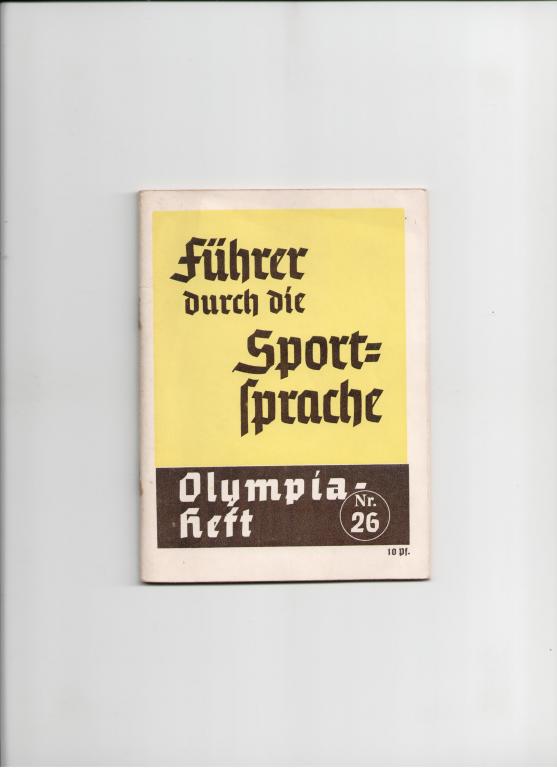 Führer
durch die
Sport=
sprache
Olympia-
Heft
Nr.
26
10 Pf.